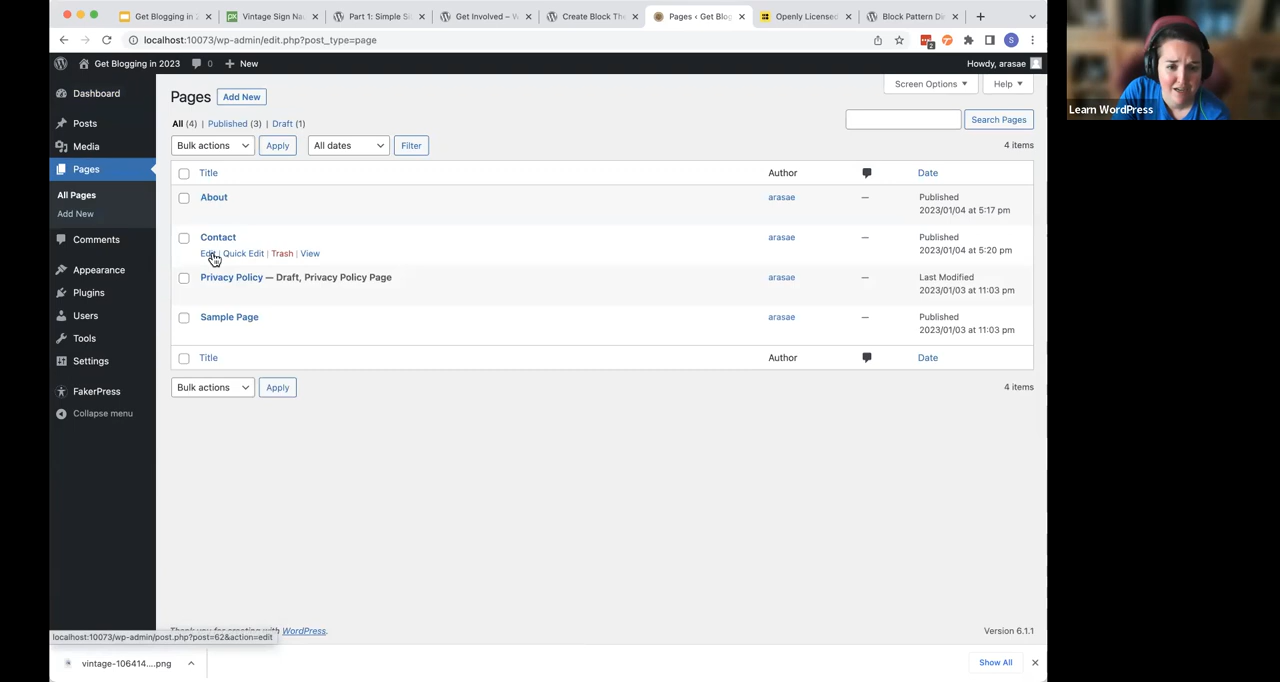 Get Blogging in 2
Vintage Sign Nau
Part 1: Simple Si
Get Involved – W
Create Block The
Pages ‹ Get Blog
Openly Licensed
Block Pattern Di
localhost:10073/wp-admin/edit.php?post_type=page
2
S
Get Blogging in 2023
0
New
Howdy, arasae
Learn WordPress
Dashboard
Posts
Media
Pages
All Pages
Add New
Comments
Appearance
Plugins
Users
Tools
Settings
FakerPress
Collapse menu
Pages
Add New
Screen Options
Help
All (4) | Published (3) | Draft (1)
Search Pages
Bulk actions
Apply
All dates
Filter
4 items
Title
Author
Date
About
arasae
—
Published
2023/01/04 at 5:17 pm
Contact
Edit | Quick Edit | Trash | View
arasae
—
Published
2023/01/04 at 5:20 pm
Privacy Policy — Draft, Privacy Policy Page
arasae
—
Last Modified
2023/01/03 at 11:03 pm
Sample Page
arasae
—
Published
2023/01/03 at 11:03 pm
Title
Author
Date
Bulk actions
Apply
4 items
Thank you for creating with WordPress.
Version 6.1.1
localhost:10073/wp-admin/post.php?post=62&action=edit
vintage-106414....png
Show All